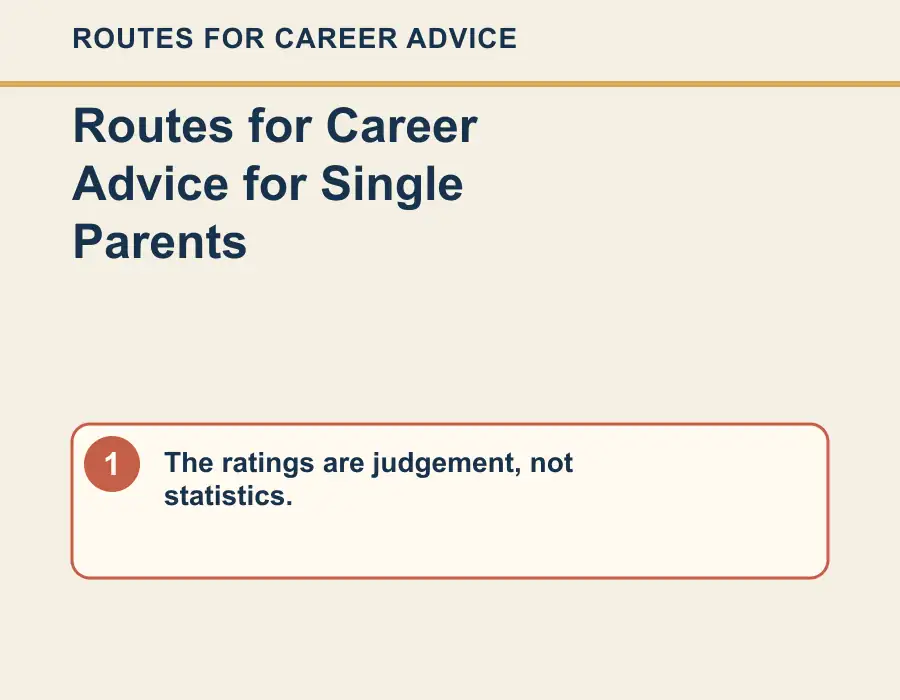 ROUTES FOR CAREER ADVICE
Routes for Career
Advice for Single
Parents
1
The ratings are judgement, not
statistics.